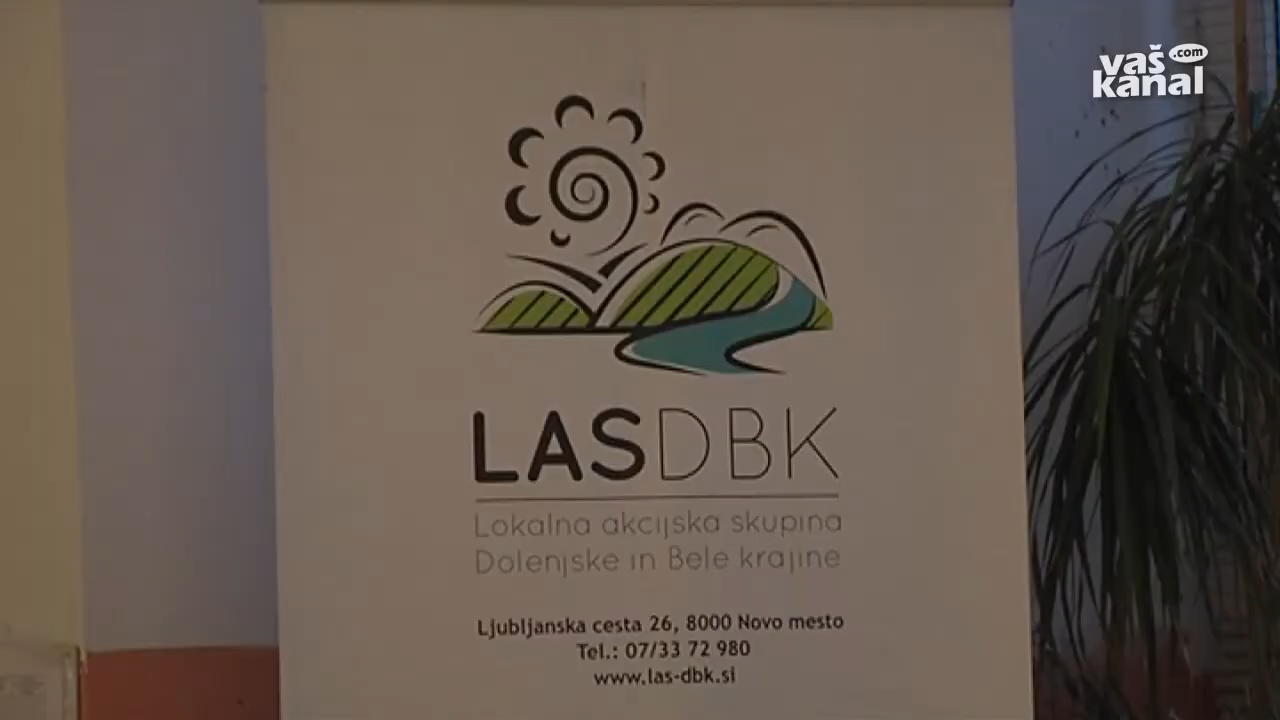 vaš .com
kanal
LASDBK
Lokalna akcijska skupina
Dolenjske in Bele krajine
Ljubljanska cesta 26, 8000 Novo mesto
Tel.: 07/33 72 980
www.las-dbk.si